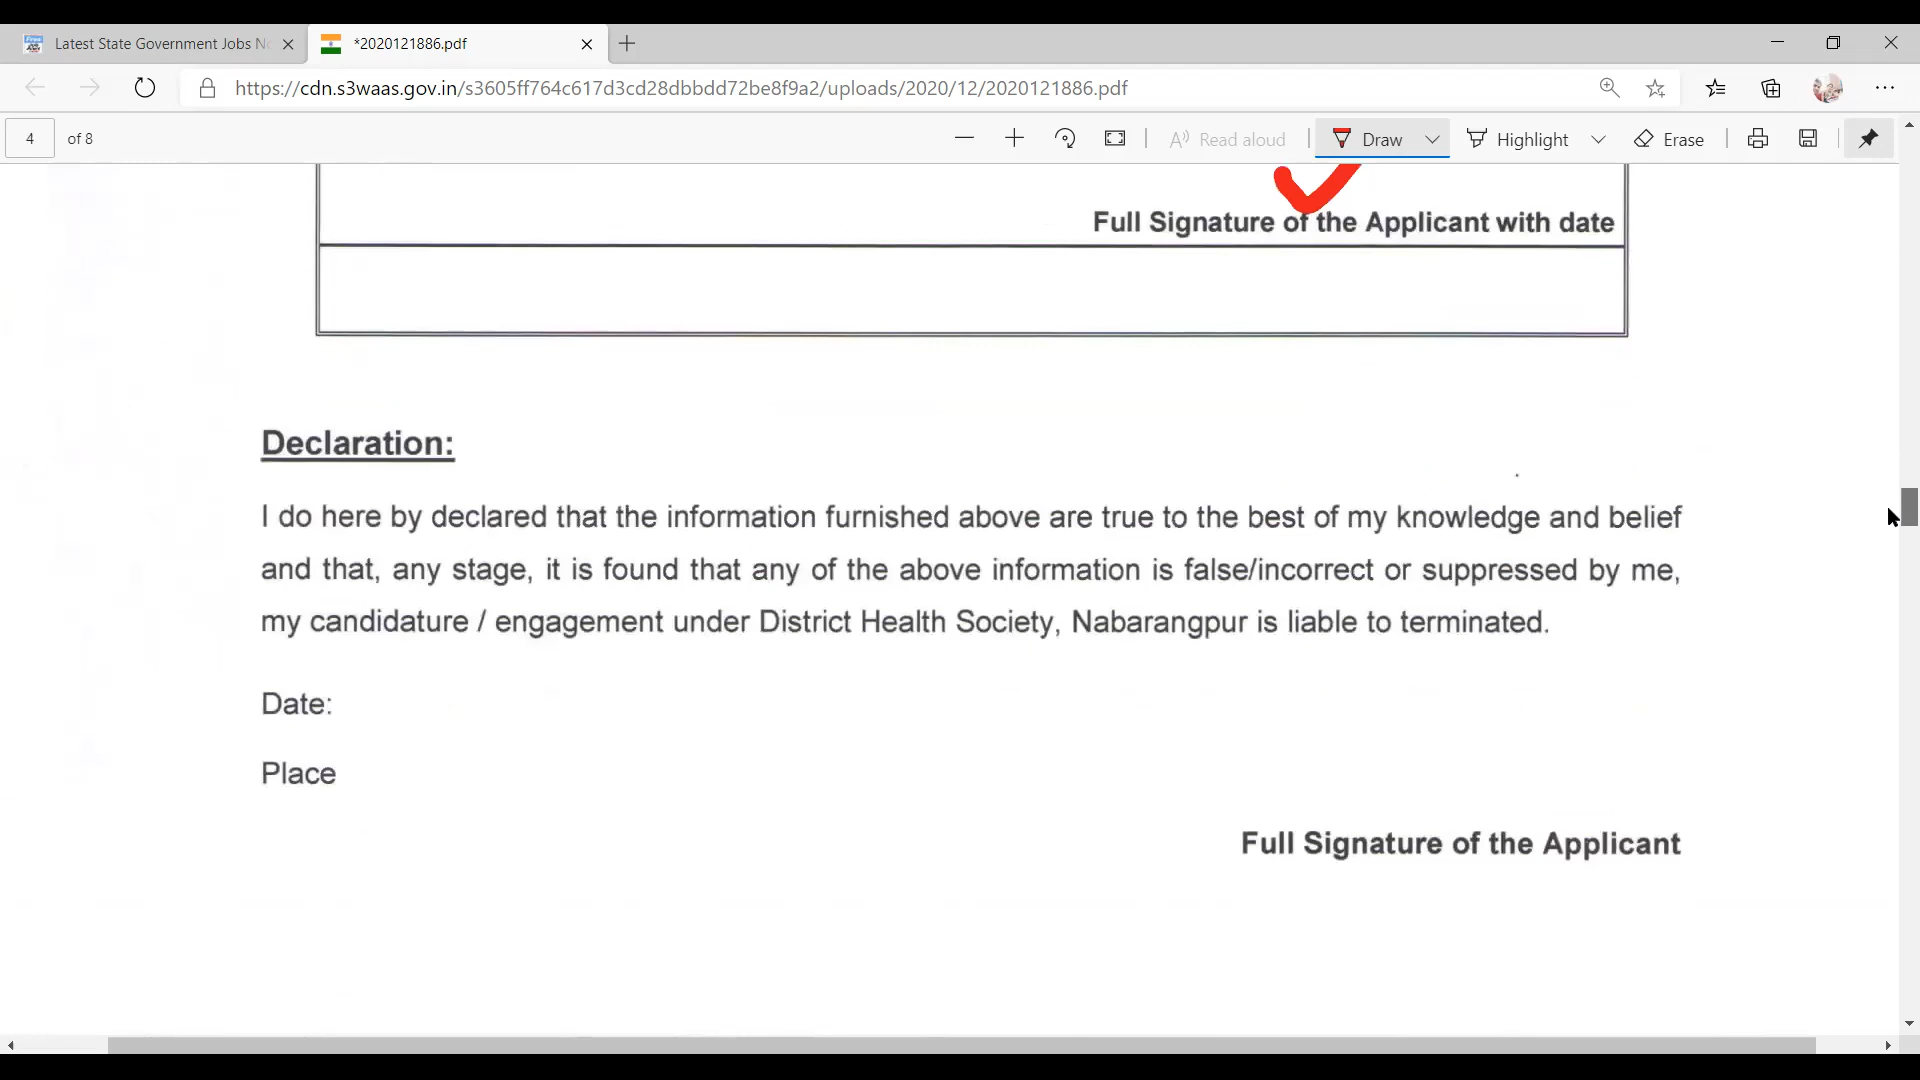 Latest State Government Jobs No
*2020121886.pdf
https://cdn.s3waas.gov.in/s3605ff764c617d3cd28dbbdd72be8f9a2/uploads/2020/12/2020121886.pdf
4 of 8
Read aloud
Draw
Highlight
Erase
Full Signature of the Applicant with date
Declaration:
I do here by declared that the information furnished above are true to the best of my knowledge and belief
and that, any stage, it is found that any of the above information is false/incorrect or suppressed by me,
my candidature / engagement under District Health Society, Nabarangpur is liable to terminated.
Date:
Place
Full Signature of the Applicant